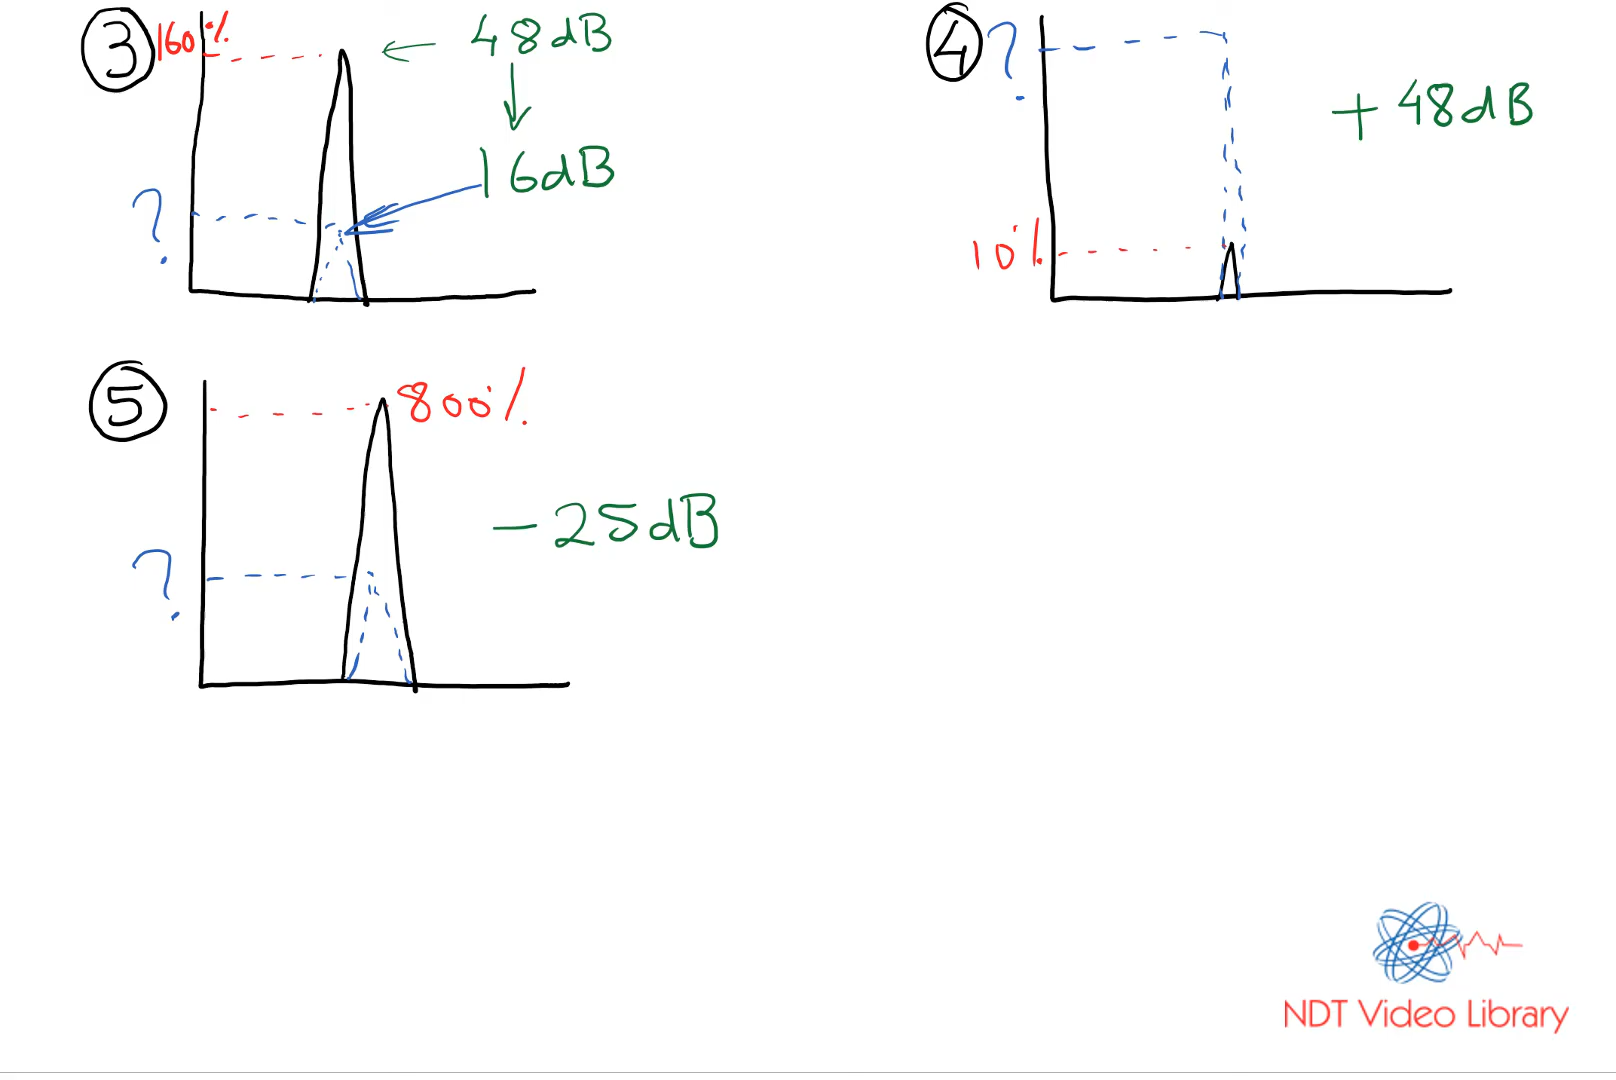 3 160% ← 48dB
↓
16dB
?
4 ?
+ 48dB
10%
5 800%
- 25dB
?
NDT Video Library